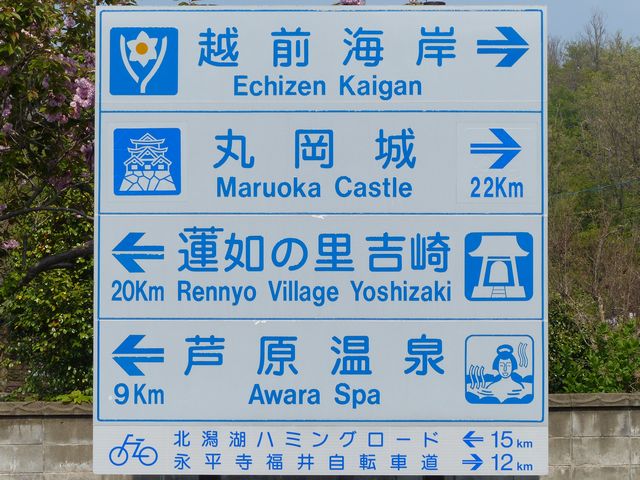 越前海岸 →
Echizen Kaigan
丸岡城 →
Maruoka Castle 22Km
← 蓮如の里吉崎
20Km Rennyo Village Yoshizaki
← 芦原温泉
9Km Awara Spa
北潟湖ハミングロード ← 15km
永平寺福井自転車道 → 12km